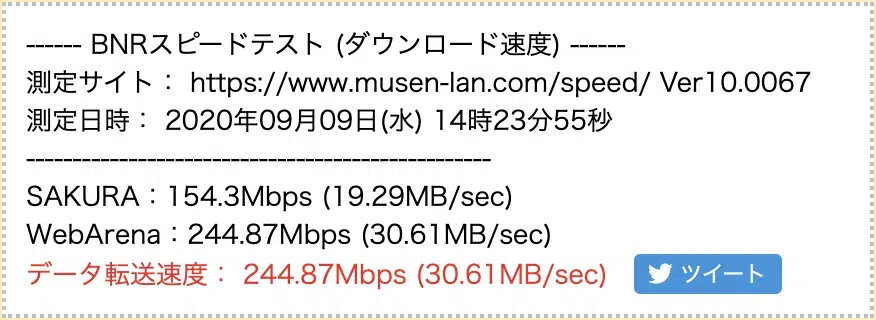 ------ BNRスピードテスト (ダウンロード速度) ------
測定サイト： https://www.musen-lan.com/speed/ Ver10.0067
測定日時： 2020年09月09日(水) 14時23分55秒
--------------------------------------------------
SAKURA：154.3Mbps (19.29MB/sec)
WebArena：244.87Mbps (30.61MB/sec)
データ転送速度： 244.87Mbps (30.61MB/sec) ツイート